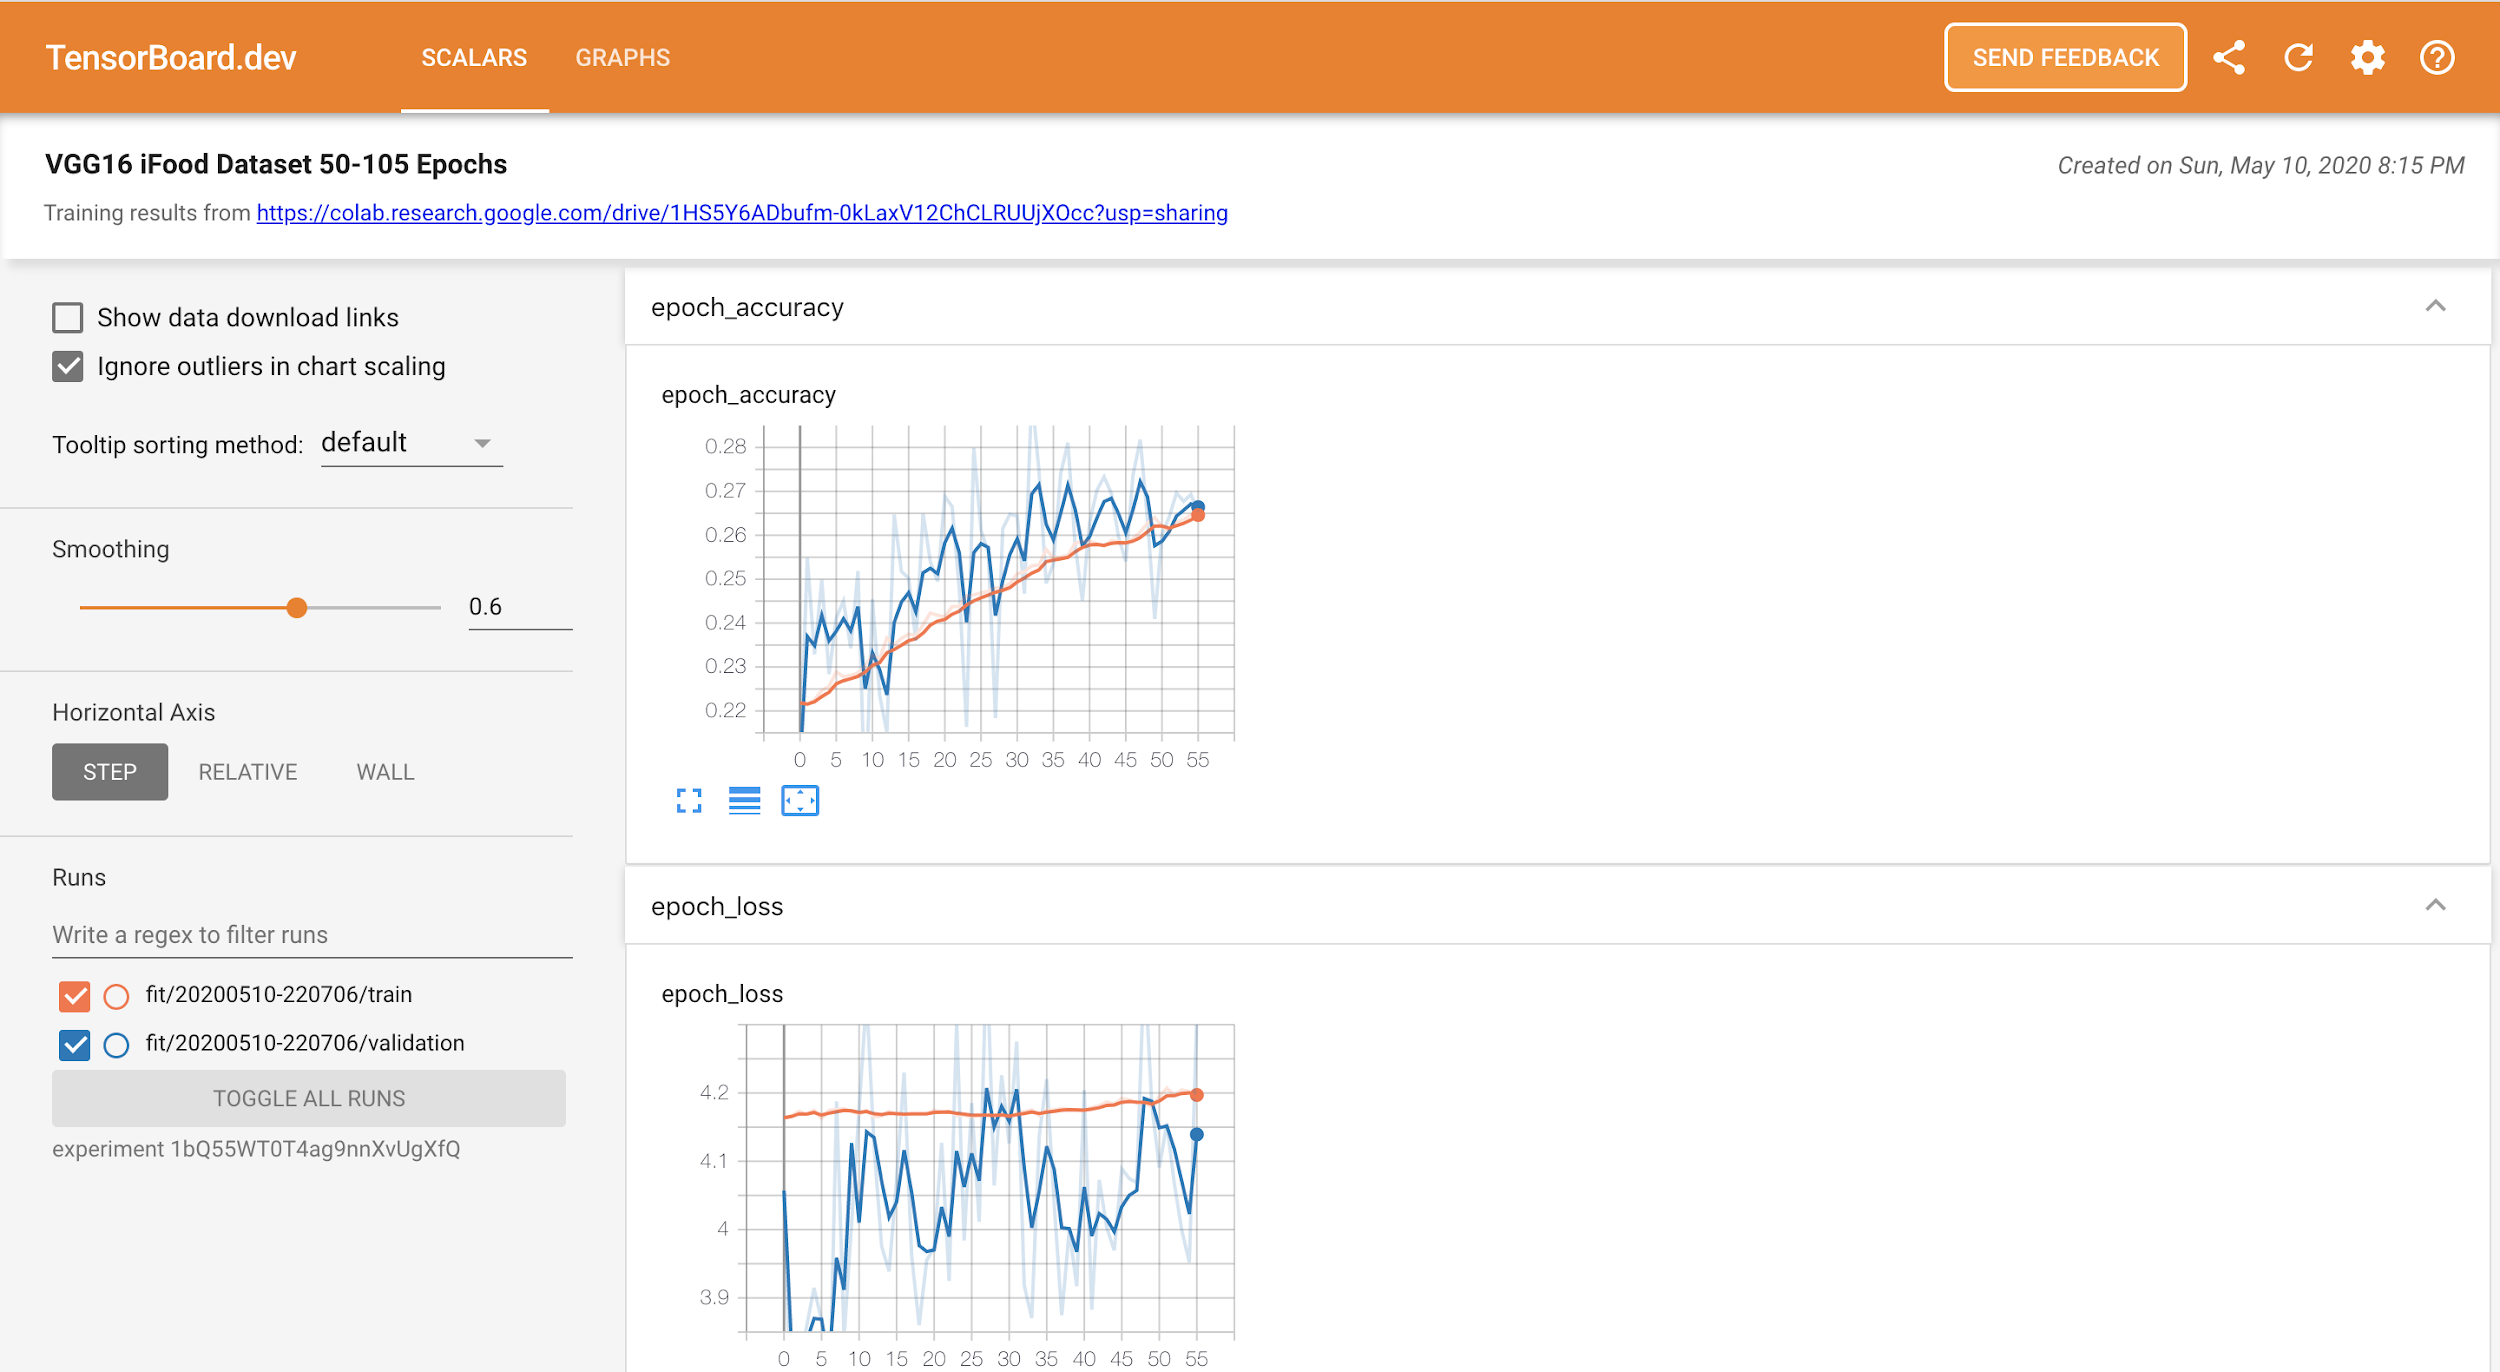 TensorBoard.dev SCALARS GRAPHS SEND FEEDBACK
VGG16 iFood Dataset 50-105 Epochs
Created on Sun, May 10, 2020 8:15 PM
Training results from https://colab.research.google.com/drive/1HS5Y6ADbufm-0kLaxV12ChCLRUUjXOcc?usp=sharing
Show data download links
Ignore outliers in chart scaling
Tooltip sorting method: default
Smoothing
0.6
Horizontal Axis
STEP RELATIVE WALL
Runs
Write a regex to filter runs
fit/20200510-220706/train
fit/20200510-220706/validation
TOGGLE ALL RUNS
experiment 1bQ55WT0T4ag9nnXvUgXfQ
epoch_accuracy
epoch_accuracy
0.28
0.27
0.26
0.25
0.24
0.23
0.22
0 5 10 15 20 25 30 35 40 45 50 55
epoch_loss
epoch_loss
4.2
4.1
4
3.9
0 5 10 15 20 25 30 35 40 45 50 55